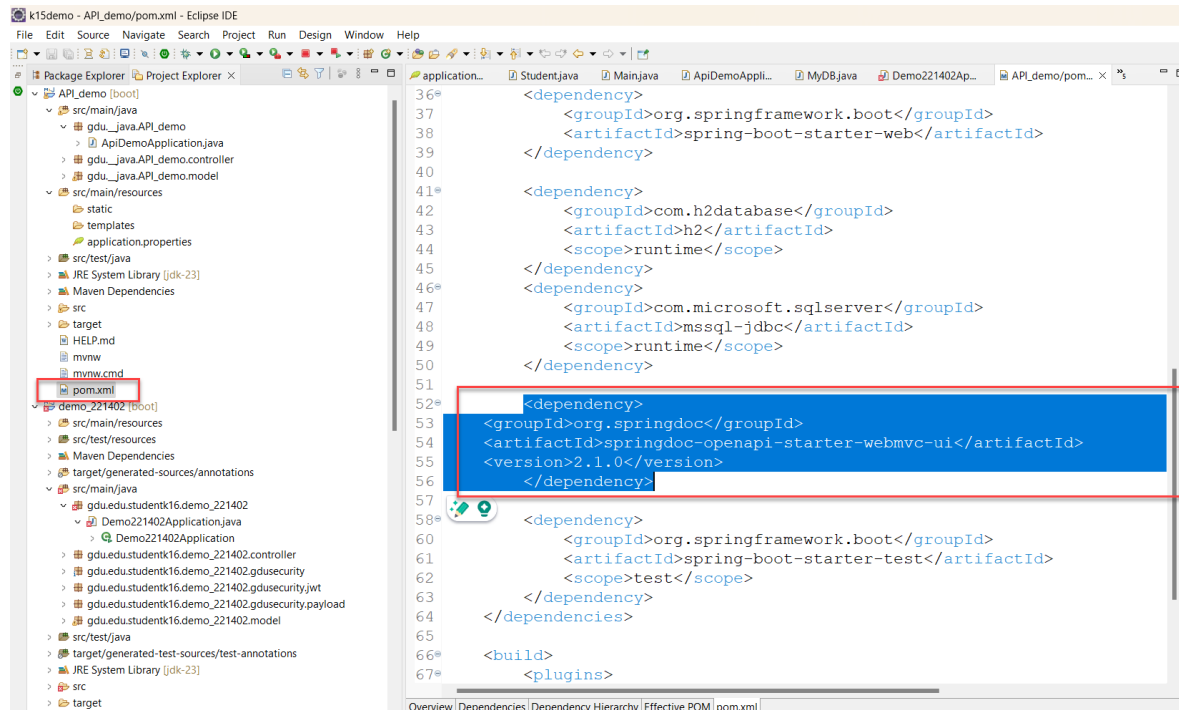 k15demo - API_demo/pom.xml - Eclipse IDE
File Edit Source Navigate Search Project Run Design Window Help
Package Explorer Project Explorer
API_demo [boot]
src/main/java
gdu.__java.API_demo
ApiDemoApplication.java
gdu.__java.API_demo.controller
gdu.__java.API_demo.model
src/main/resources
static
templates
application.properties
src/test/java
JRE System Library [jdk-23]
Maven Dependencies
src
target
HELP.md
mvnw
mvnw.cmd
pom.xml
demo_221402 [boot]
src/main/resources
src/test/resources
Maven Dependencies
target/generated-sources/annotations
src/main/java
gdu.edu.studentk16.demo_221402
Demo221402Application.java
Demo221402Application
gdu.edu.studentk16.demo_221402.controller
gdu.edu.studentk16.demo_221402.gdusecurity
gdu.edu.studentk16.demo_221402.gdusecurity.jwt
gdu.edu.studentk16.demo_221402.gdusecurity.payload
gdu.edu.studentk16.demo_221402.model
src/test/java
target/generated-test-sources/test-annotations
JRE System Library [jdk-23]
src
target
application... Student.java Main.java ApiDemoAppli... MyDB.java Demo221402Ap... API_demo/pom... »5
36 <dependency>
37 <groupId>org.springframework.boot</groupId>
38 <artifactId>spring-boot-starter-web</artifactId>
39 </dependency>
40
41 <dependency>
42 <groupId>com.h2database</groupId>
43 <artifactId>h2</artifactId>
44 <scope>runtime</scope>
45 </dependency>
46 <dependency>
47 <groupId>com.microsoft.sqlserver</groupId>
48 <artifactId>mssql-jdbc</artifactId>
49 <scope>runtime</scope>
50 </dependency>
51
52 <dependency>
53 <groupId>org.springdoc</groupId>
54 <artifactId>springdoc-openapi-starter-webmvc-ui</artifactId>
55 <version>2.1.0</version>
56 </dependency>
57
58 <dependency>
60 <groupId>org.springframework.boot</groupId>
61 <artifactId>spring-boot-starter-test</artifactId>
62 <scope>test</scope>
63 </dependency>
64 </dependencies>
65
66 <build>
67 <plugins>
Overview Dependencies Dependency Hierarchy Effective POM pom.xml